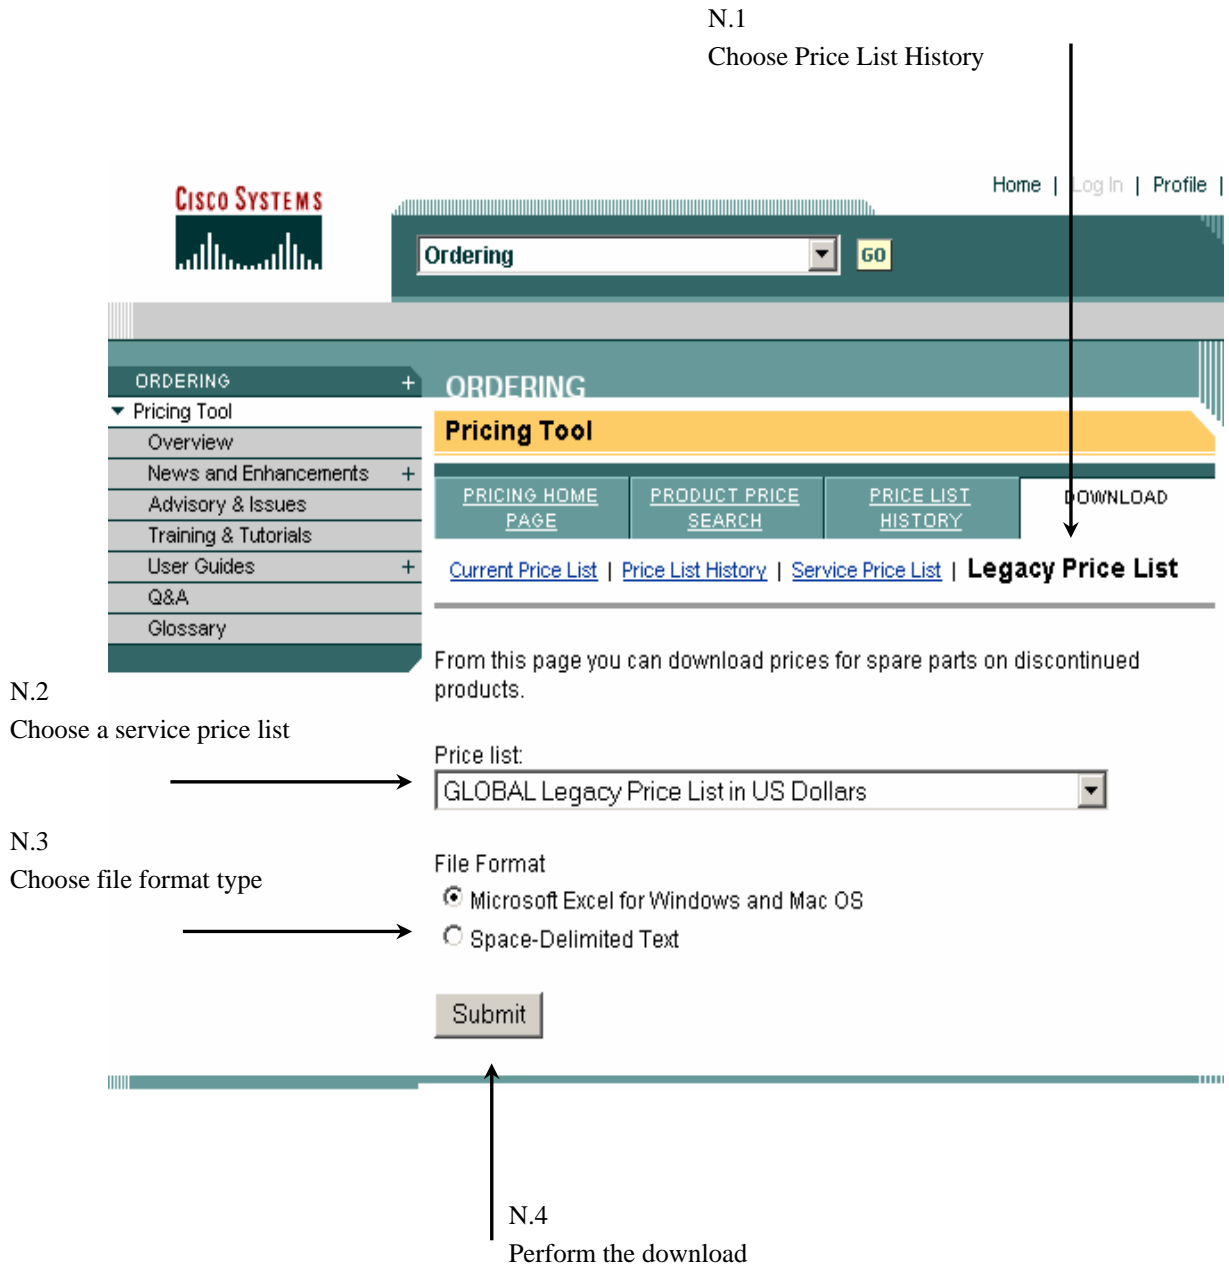 N.1
Choose Price List History
CISCO SYSTEMS
Home | Log In | Profile |
Ordering
GO
ORDERING +
Pricing Tool
Overview
News and Enhancements +
Advisory & Issues
Training & Tutorials
User Guides +
Q&A
Glossary
ORDERING
Pricing Tool
PRICING HOME PAGE
PRODUCT PRICE SEARCH
PRICE LIST HISTORY
DOWNLOAD
Current Price List | Price List History | Service Price List | Legacy Price List
From this page you can download prices for spare parts on discontinued
products.
N.2
Choose a service price list
Price list:
GLOBAL Legacy Price List in US Dollars
N.3
Choose file format type
File Format
Microsoft Excel for Windows and Mac OS
Space-Delimited Text
Submit
N.4
Perform the download